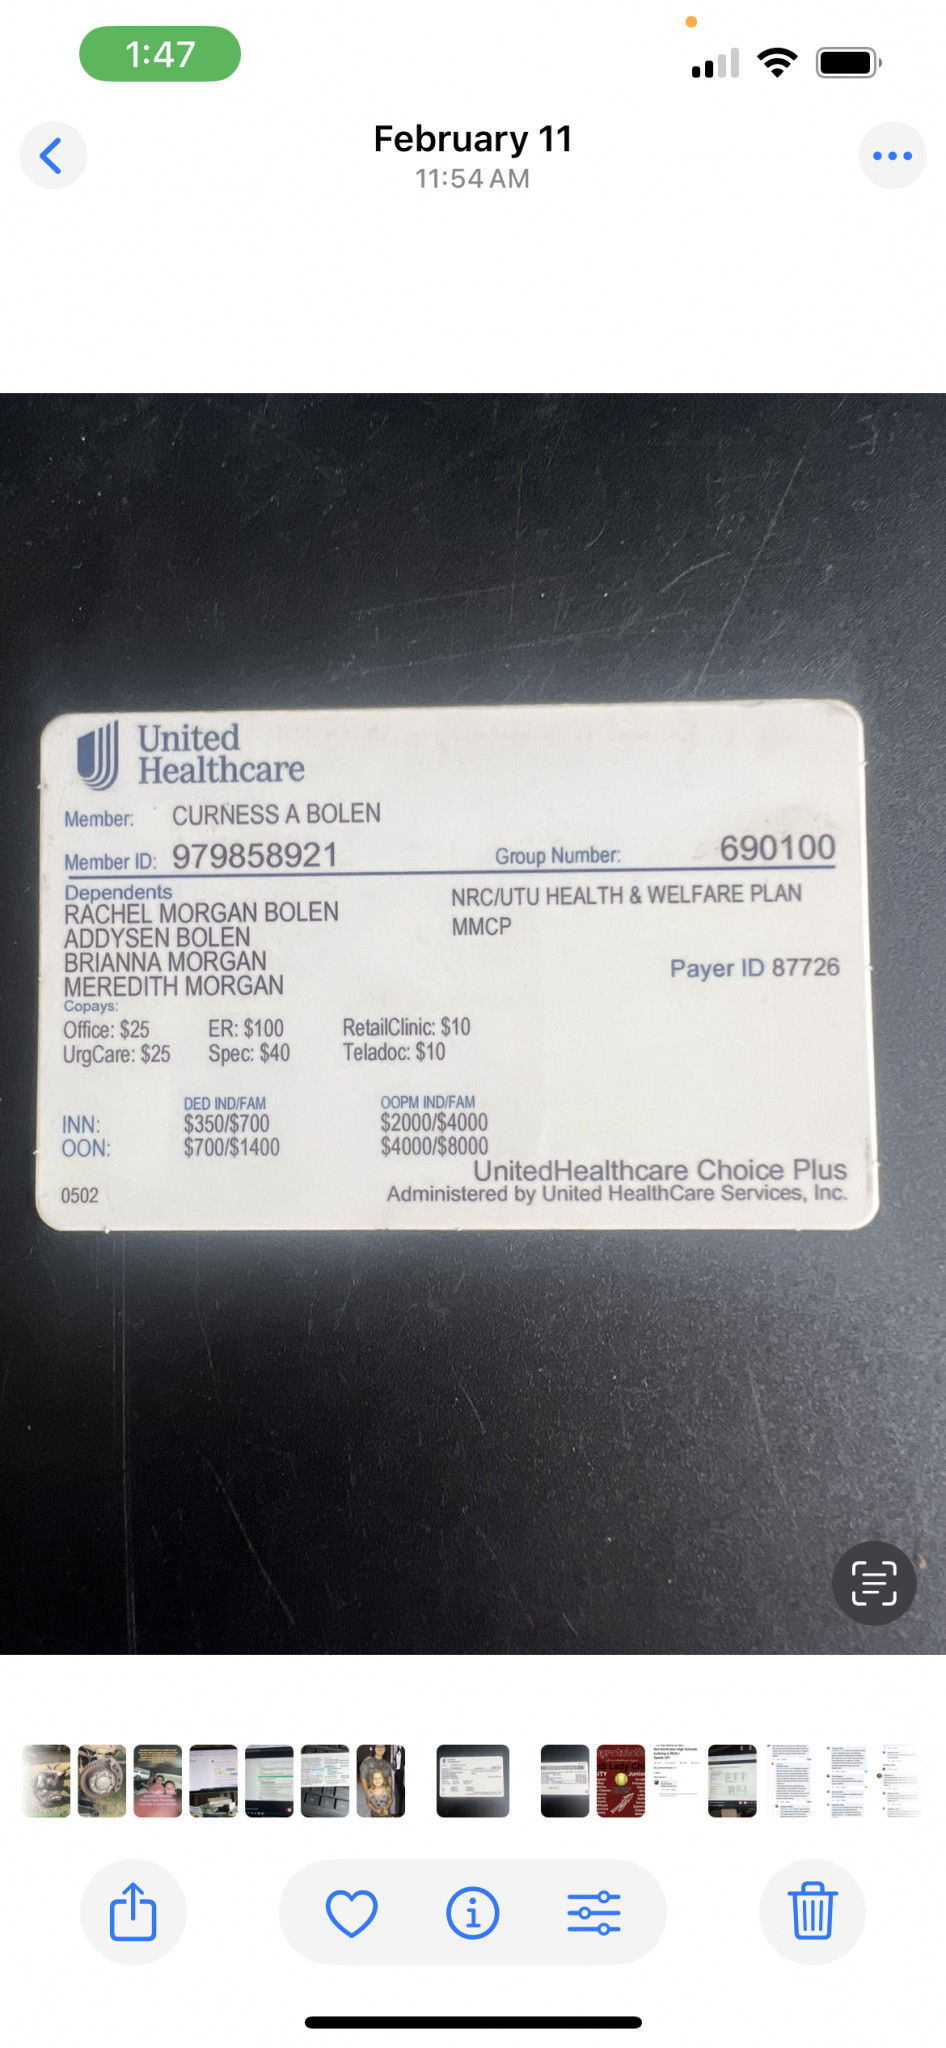 1:47
February 11
11:54 AM
United
Healthcare
Member: CURNESS A BOLEN
Member ID: 979858921 Group Number: 690100
Dependents
RACHEL MORGAN BOLEN
ADDYSEN BOLEN
BRIANNA MORGAN
MEREDITH MORGAN
NRC/UTU HEALTH & WELFARE PLAN
MMCP
Payer ID 87726
Copays:
Office: $25 ER: $100 RetailClinic: $10
UrgCare: $25 Spec: $40 Teladoc: $10
DED IND/FAM OOPM IND/FAM
INN: $350/$700 $2000/$4000
OON: $700/$1400 $4000/$8000
UnitedHealthcare Choice Plus
0502 Administered by United HealthCare Services, Inc.